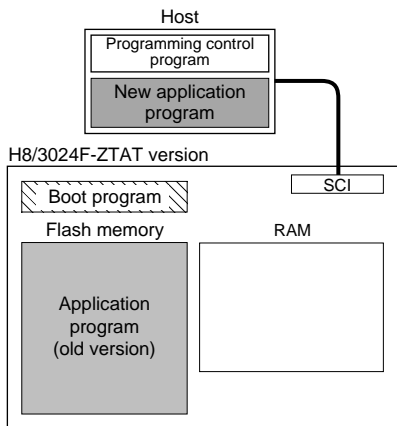 Host
Programming control
program
New application
program
H8/3024F-ZTAT version
SCI
Boot program
Flash memory
RAM
Application
program
(old version)